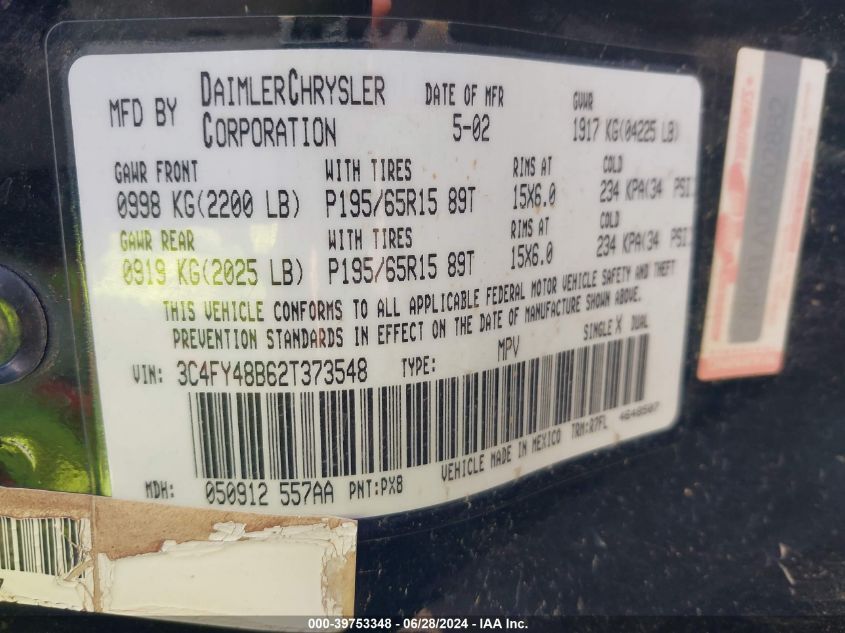 MFD BY DAIMLERCHRYSLER CORPORATION
DATE OF MFR 5-02
GVWR 1917 KG(04225 LB)
GAWR FRONT WITH TIRES RIMS AT COLD
0998 KG(2200 LB) P195/65R15 89T 15X6.0 234 KPA(34 PSI
GAWR REAR WITH TIRES RIMS AT COLD
0919 KG(2025 LB) P195/65R15 89T 15X6.0 234 KPA(34 PSI
THIS VEHICLE CONFORMS TO ALL APPLICABLE FEDERAL MOTOR VEHICLE SAFETY AND THEFT
PREVENTION STANDARDS IN EFFECT ON THE DATE OF MANUFACTURE SHOWN ABOVE.
VIN: 3C4FY48B62T373548 TYPE: MPV SINGLE X DUAL
MDH: 050912 557AA PNT:PX8 VEHICLE MADE IN MEXICO TRM:R7FL 4648507
000-39753348 - 06/28/2024 - IAA Inc.